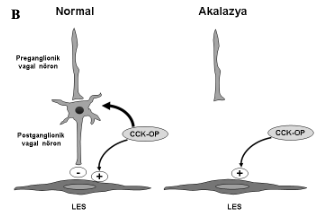 B
Normal
Akalazya
Preganglionik
vagal nöron
Postganglionik
vagal nöron
CCK-OP
CCK-OP
-
+
+
LES
LES